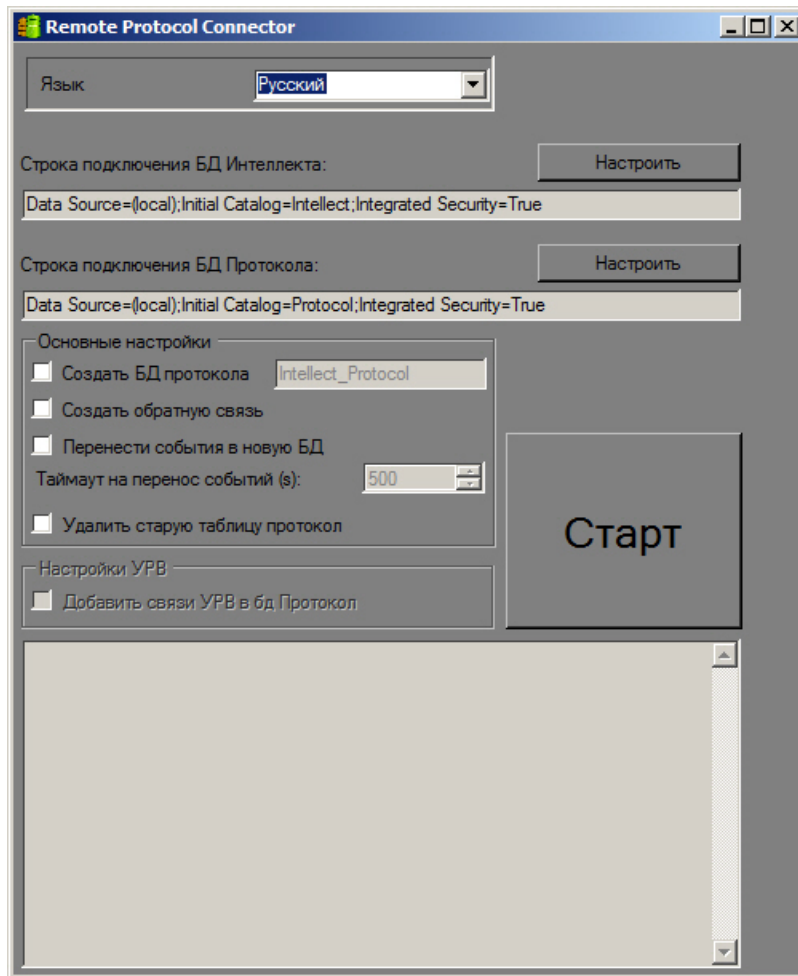 Remote Protocol Connector
Язык Русский
Строка подключения БД Интеллекта: Настроить
Data Source=(local);Initial Catalog=Intellect;Integrated Security=True
Строка подключения БД Протокола: Настроить
Data Source=(local);Initial Catalog=Protocol;Integrated Security=True
Основные настройки
Создать БД протокола Intellect_Protocol
Создать обратную связь
Перенести события в новую БД
Таймаут на перенос событий (s): 500
Удалить старую таблицу протокол
Старт
Настройки УРВ
Добавить связи УРВ в бд Протокол